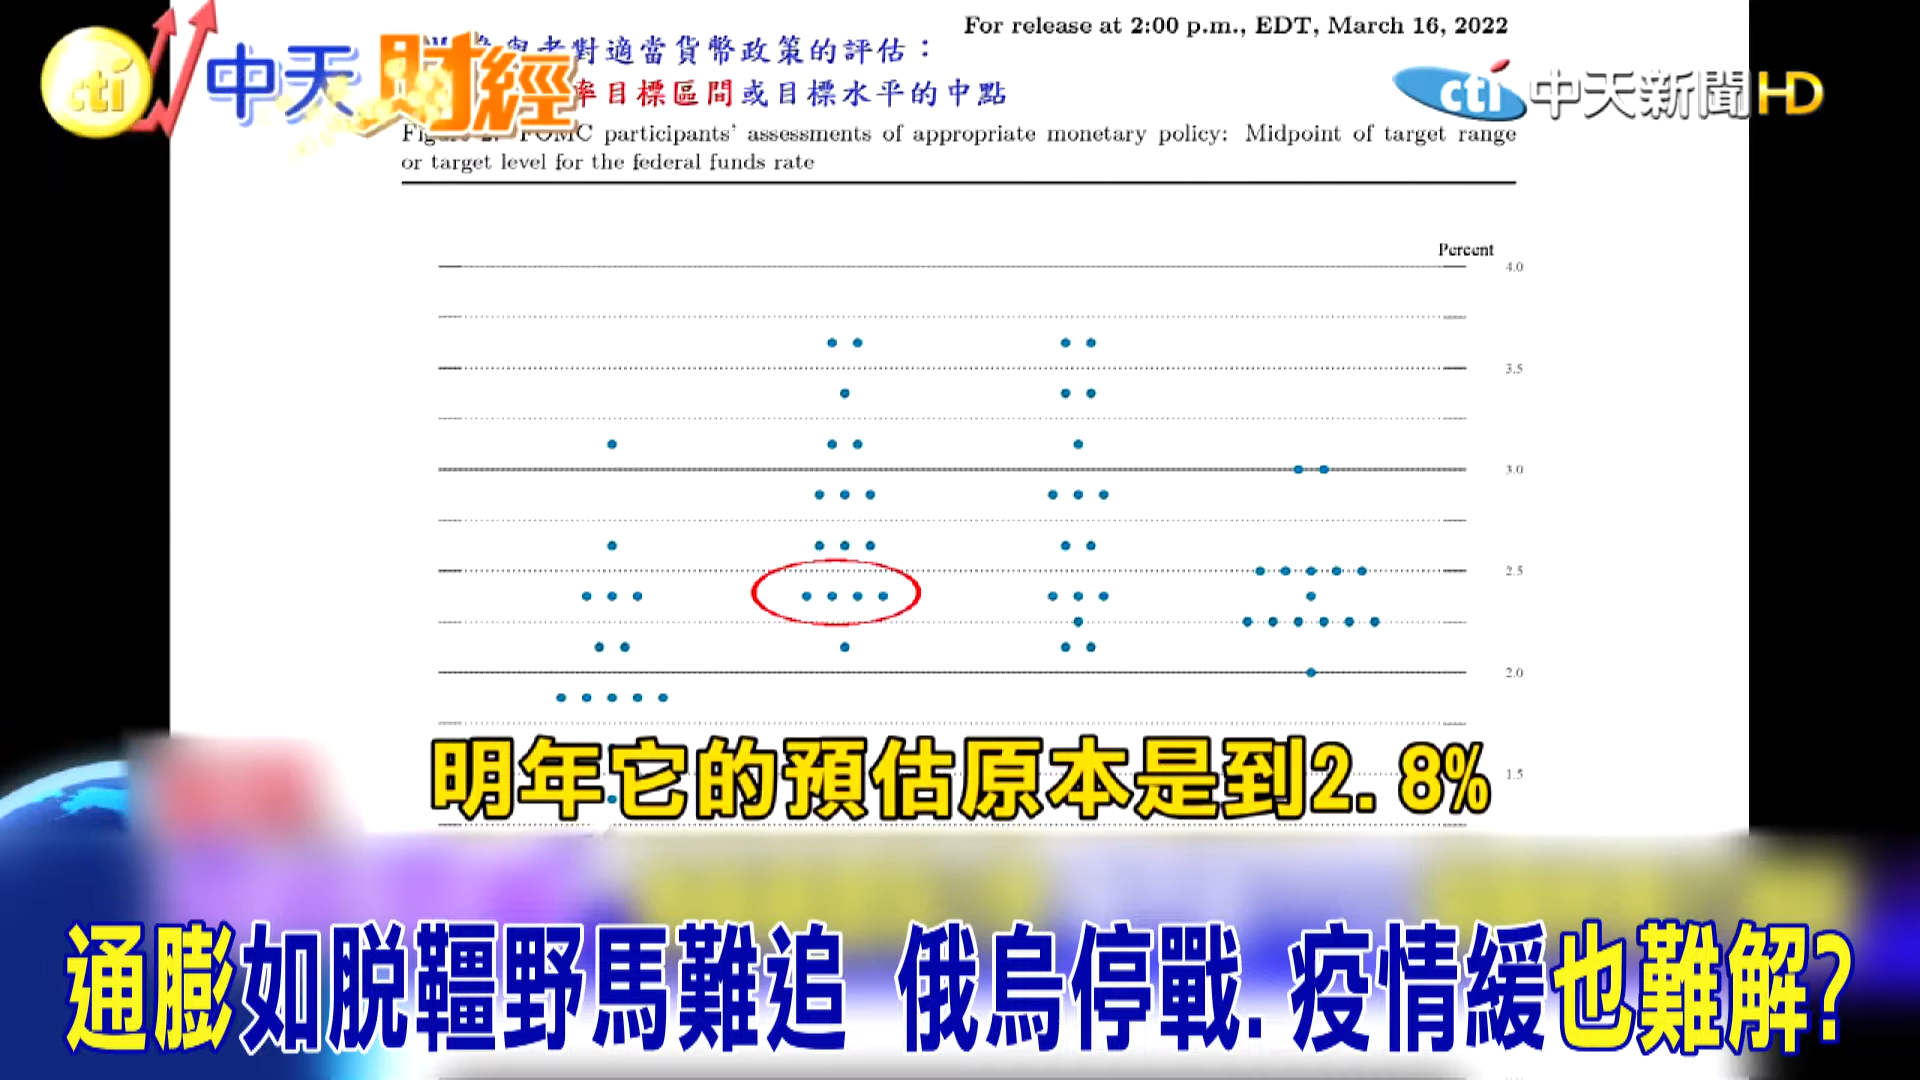 For release at 2:00 p.m., EDT, March 16, 2022
對適當貨幣政策的評估：
率目標區間或目標水平的中點
cti 中天財經
cti 中天新聞HD
FOMC participants' assessments of appropriate monetary policy: Midpoint of target range
or target level for the federal funds rate
Percent
4.0
3.5
3.0
2.5
2.0
1.5
明年它的預估原本是到2.8%
通膨如脫韁野馬難追 俄烏停戰.疫情緩也難解?